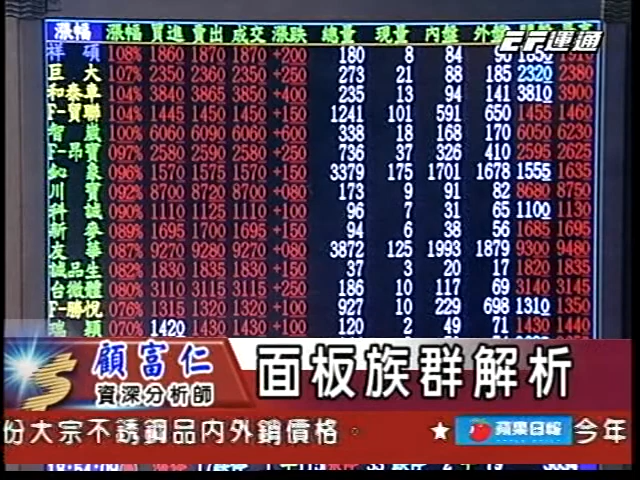 EF運通
漲幅 漲幅 買進 賣出 成交 漲跌 總量 現量 內盤 外盤
祥碩 108% 1860 1870 1870 +200 180 8 84
巨大 107% 2350 2360 2350 +250 273 21 88 185 2320 2380
和泰車 104% 3840 3865 3850 +400 235 13 94 141 3810 3900
F-寶聯 104% 1445 1450 1450 +150 1241 101 591 650 1455 1460
智崴 100% 6060 6090 6060 +600 338 18 168 170 6050 6230
F-昂寶 097% 2580 2590 2580 +250 736 37 326 410 2595 2625
鈊象 096% 1570 1575 1570 +150 3379 175 1701 1678 1555 1635
川寶 092% 8700 8720 8700 +080 173 9 91 82 8680 8750
科誠 090% 1110 1125 1110 +100 96 7 31 65 1100 1130
新麥 089% 1695 1700 1695 +150 94 6 38 56 1685 1695
友華 087% 9270 9280 9270 +080 3872 125 1993 1879 9300 9480
誠品生 082% 1830 1835 1830 +150 37 3 20 17 1820 1835
台微體 080% 3110 3115 3115 +250 186 10 117 69 3140 3145
F-勝悅 076% 1315 1320 1320 +100 927 10 229 698 1310 1350
瑞穎 070% 1420 1430 1430 +100 120 2 49 71 1430 1440
顧富仁
資深分析師
面板族群解析
份大宗不銹鋼品內外銷價格。 ★ 蘋果日報 今年